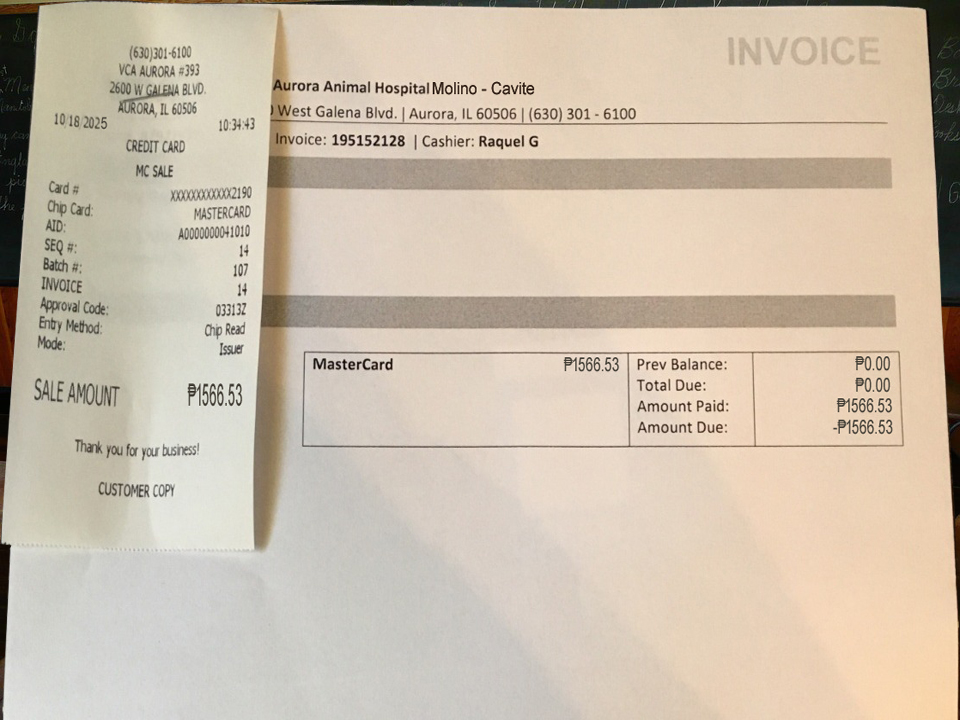 (630)301-6100
VCA AURORA #393
2600 W GALENA BLVD.
AURORA, IL 60506
10/18/2025 10:34:43
CREDIT CARD
MC SALE
Card # XXXXXXXXXXXX2190
Chip Card: MASTERCARD
AID: A0000000041010
SEQ #: 14
Batch #: 107
INVOICE 14
Approval Code: 03313Z
Entry Method: Chip Read
Mode: Issuer
SALE AMOUNT ₱1566.53
Thank you for your business!
CUSTOMER COPY
INVOICE
Aurora Animal Hospital Molino - Cavite
West Galena Blvd. | Aurora, IL 60506 | (630) 301 - 6100
Invoice: 195152128 | Cashier: Raquel G
MasterCard ₱1566.53
Prev Balance: ₱0.00
Total Due: ₱0.00
Amount Paid: ₱1566.53
Amount Due: -₱1566.53